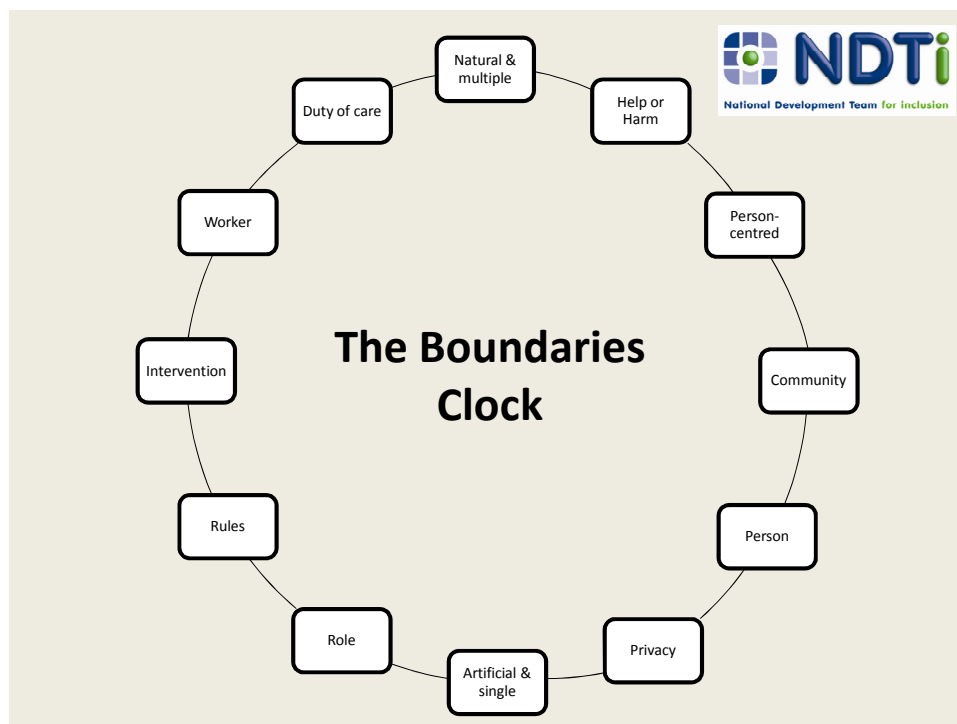 Natural &
multiple
NDTi
National Development Team for inclusion
Duty of care
Help or
Harm
Worker
Person-
centred
The Boundaries
Clock
Intervention
Community
Rules
Person
Role
Privacy
Artificial &
single